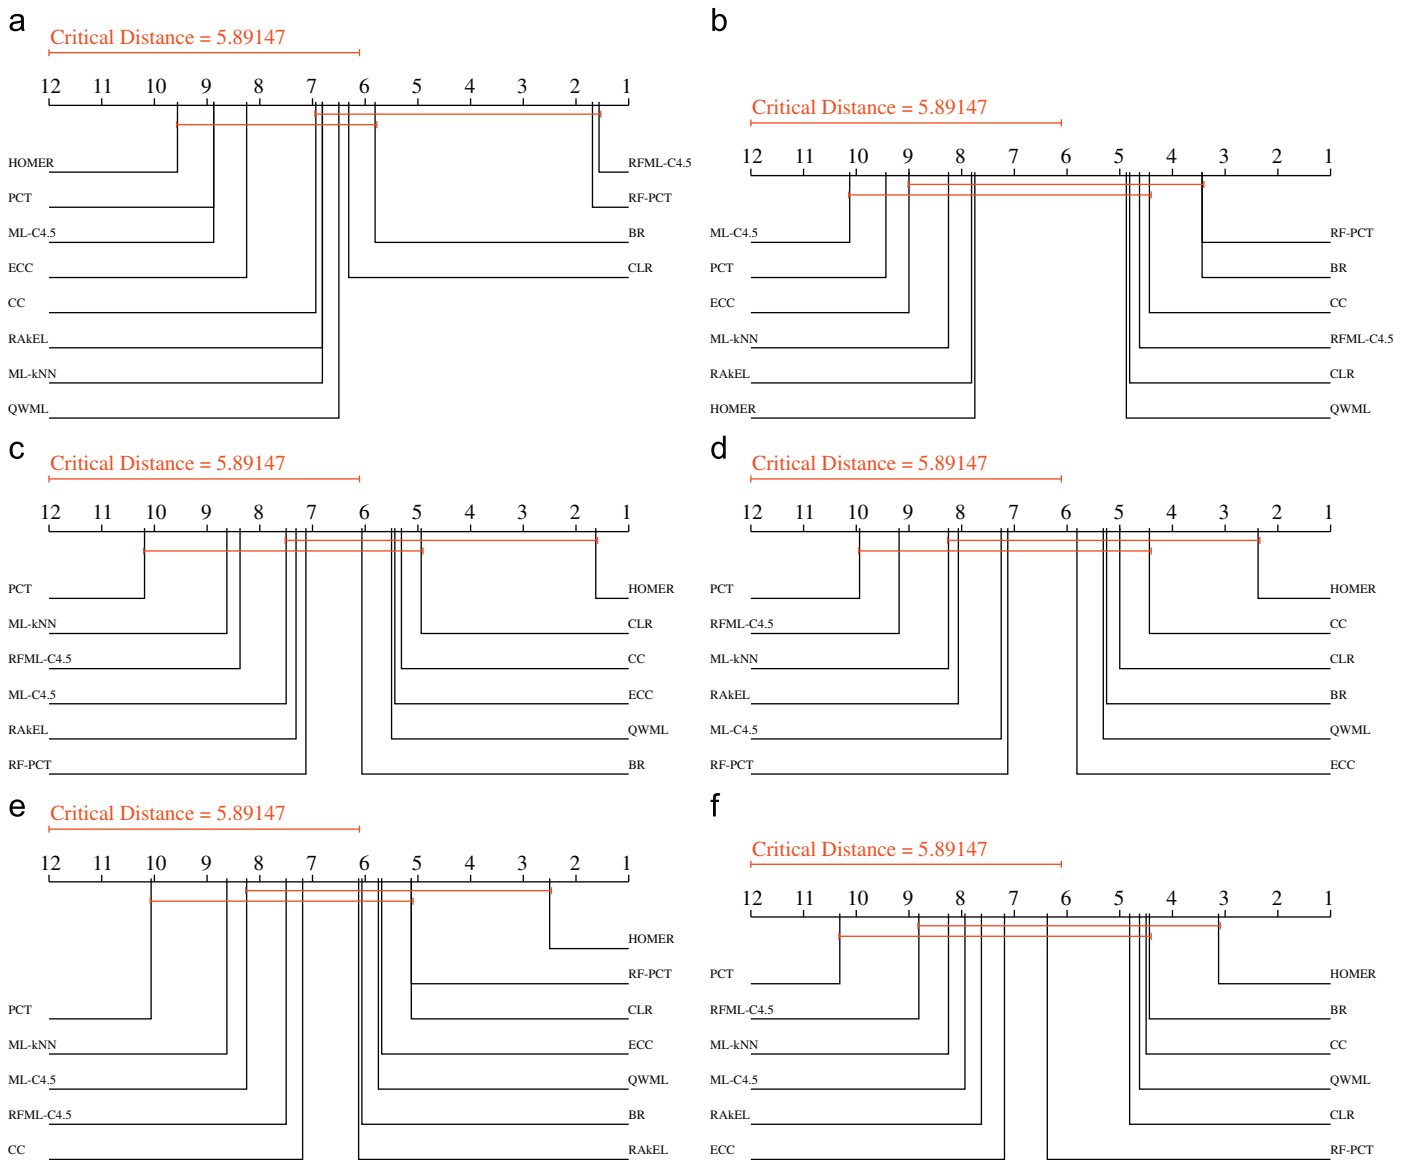 a
Critical Distance = 5.89147
12 11 10 9 8 7 6 5 4 3 2 1
HOMER RFML-C4.5
PCT RF-PCT
ML-C4.5 BR
ECC CLR
CC
RAkEL
ML-kNN
QWML
b
Critical Distance = 5.89147
12 11 10 9 8 7 6 5 4 3 2 1
ML-C4.5 RF-PCT
PCT BR
ECC CC
ML-kNN RFML-C4.5
RAkEL CLR
HOMER QWML
c
Critical Distance = 5.89147
12 11 10 9 8 7 6 5 4 3 2 1
PCT HOMER
ML-kNN CLR
RFML-C4.5 CC
ML-C4.5 ECC
RAkEL QWML
RF-PCT BR
d
Critical Distance = 5.89147
12 11 10 9 8 7 6 5 4 3 2 1
PCT HOMER
RFML-C4.5 CC
ML-kNN CLR
RAkEL BR
ML-C4.5 QWML
RF-PCT ECC
e
Critical Distance = 5.89147
12 11 10 9 8 7 6 5 4 3 2 1
HOMER
RF-PCT
PCT CLR
ML-kNN ECC
ML-C4.5 QWML
RFML-C4.5 BR
CC RAkEL
f
Critical Distance = 5.89147
12 11 10 9 8 7 6 5 4 3 2 1
PCT HOMER
RFML-C4.5 BR
ML-kNN CC
ML-C4.5 QWML
RAkEL CLR
ECC RF-PCT